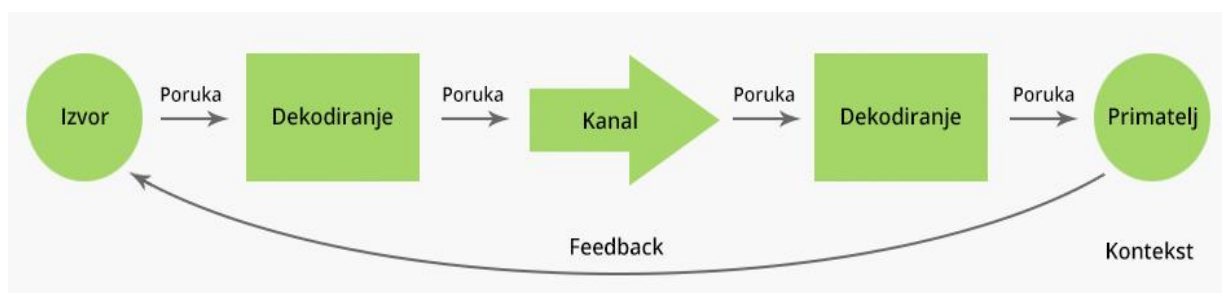 Izvor
Poruka
Dekodiranje
Poruka
Kanal
Poruka
Dekodiranje
Poruka
Primatelj
Feedback
Kontekst